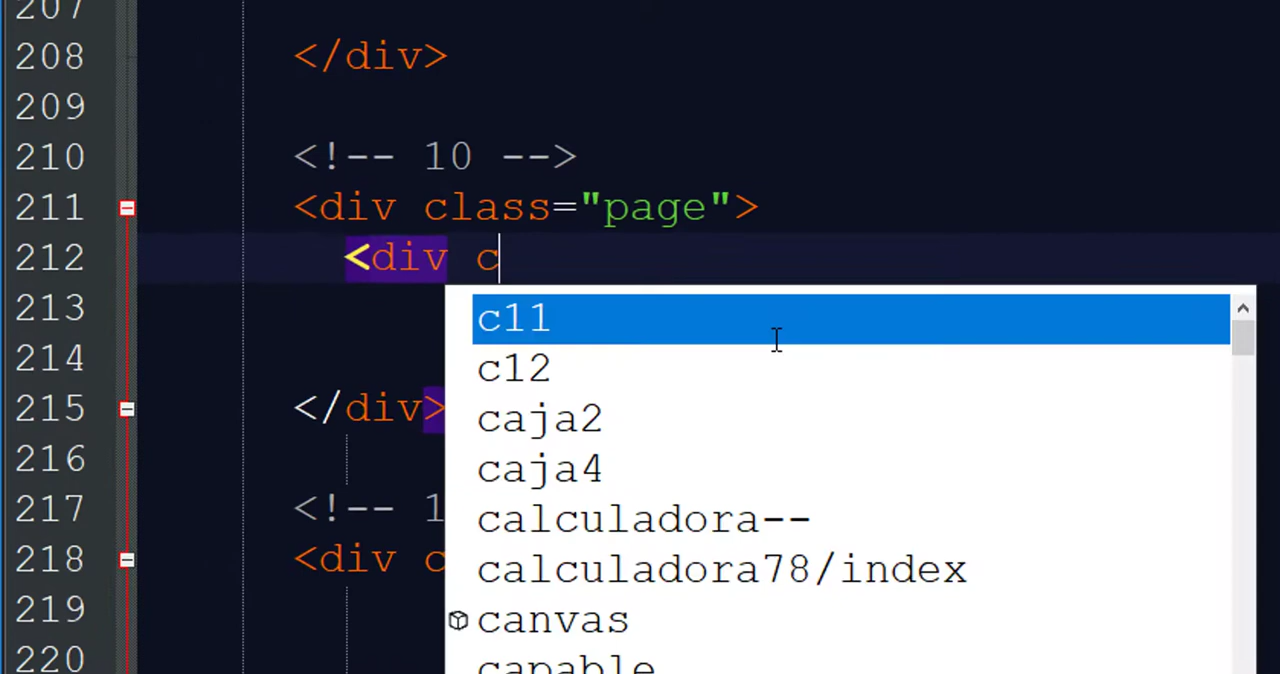 207
208 </div>
209
210 <!-- 10 -->
211 <div class="page">
212 <div c
213 c11
214 c12
215 </div> caja2
216 caja4
217 <!-- 1 calculadora--
218 <div c calculadora78/index
219 canvas
220 capable